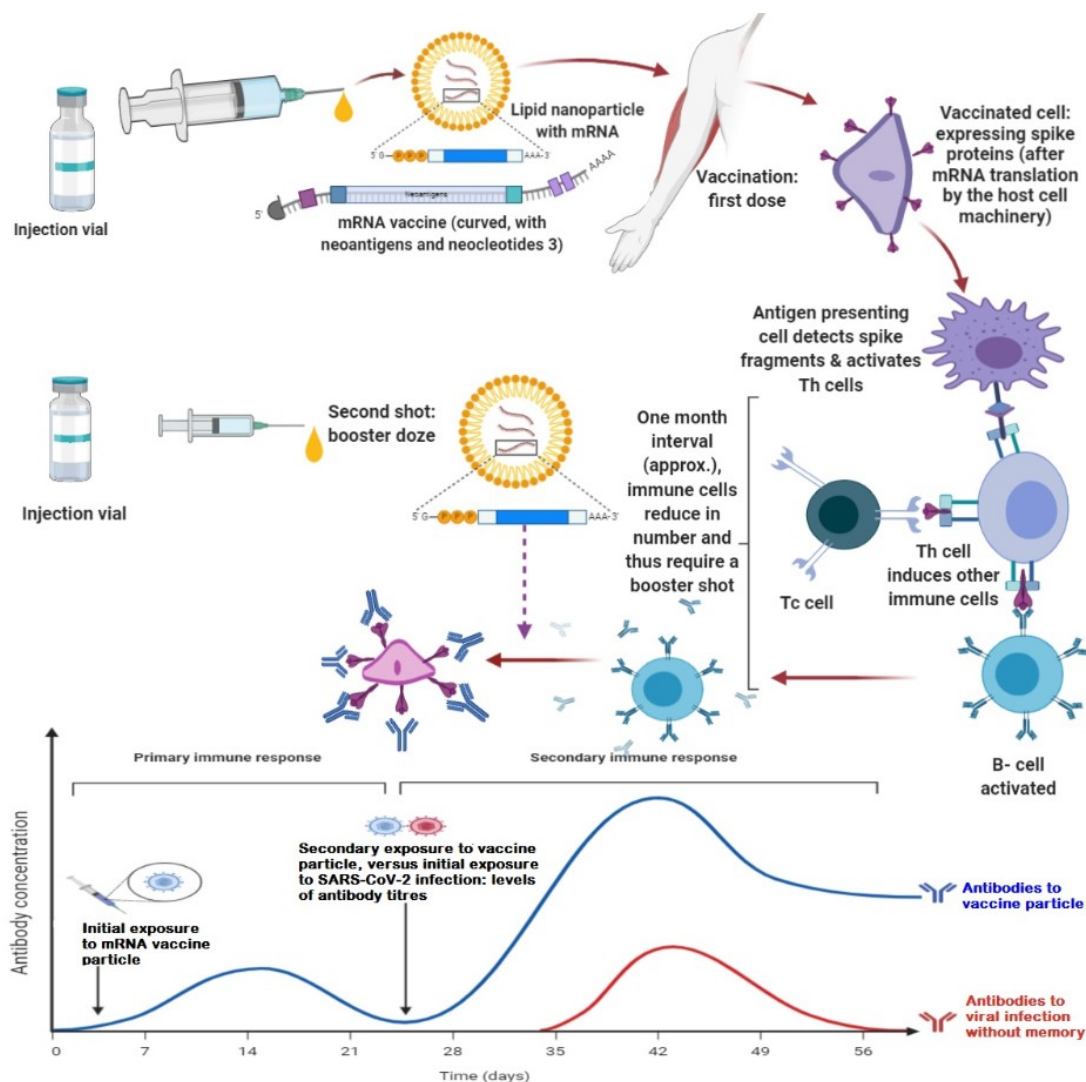 Injection vial
Lipid nanoparticle
with mRNA
5' G
P P P
AAA-3'
5'
Neoantigens
AAAA
mRNA vaccine (curved, with
neoantigens and neocleotides 3)
Vaccination:
first dose
Vaccinated cell:
expressing spike
proteins (after
mRNA translation
by the host cell
machinery)
Antigen presenting
cell detects spike
fragments & activates
Th cells
Injection vial
Second shot:
booster doze
5' G
P P P
AAA-3'
One month
interval
(approx.),
immune cells
reduce in
number and
thus require a
booster shot
Tc cell
Th cell
induces other
immune cells
B- cell
activated
Primary immune response
Secondary immune response
Antibody concentration
Initial exposure
to mRNA vaccine
particle
Secondary exposure to vaccine
particle, versus initial exposure
to SARS-CoV-2 infection: levels
of antibody titres
Antibodies to
vaccine particle
Antibodies to
viral infection
without memory
0 7 14 21 28 35 42 49 56
Time (days)